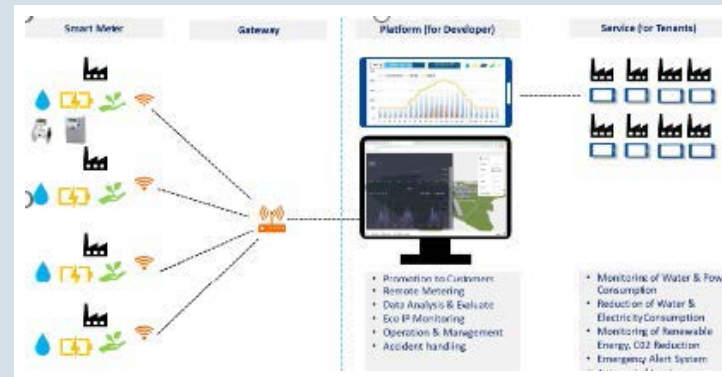 Smart Meter
Gateway
Platform (for Developer)
Service (for Tenants)
• Promotion to Customers
• Remote Metering
• Data Analysis & Evaluate
• Eco IP Monitoring
• Operation & Management
• Accident handling
• Monitoring of Water & Pow
Consumption
• Reduction of Water &
Electricity Consumption
• Monitoring of Renewable
Energy, C02 Reduction
• Emergency Alert System